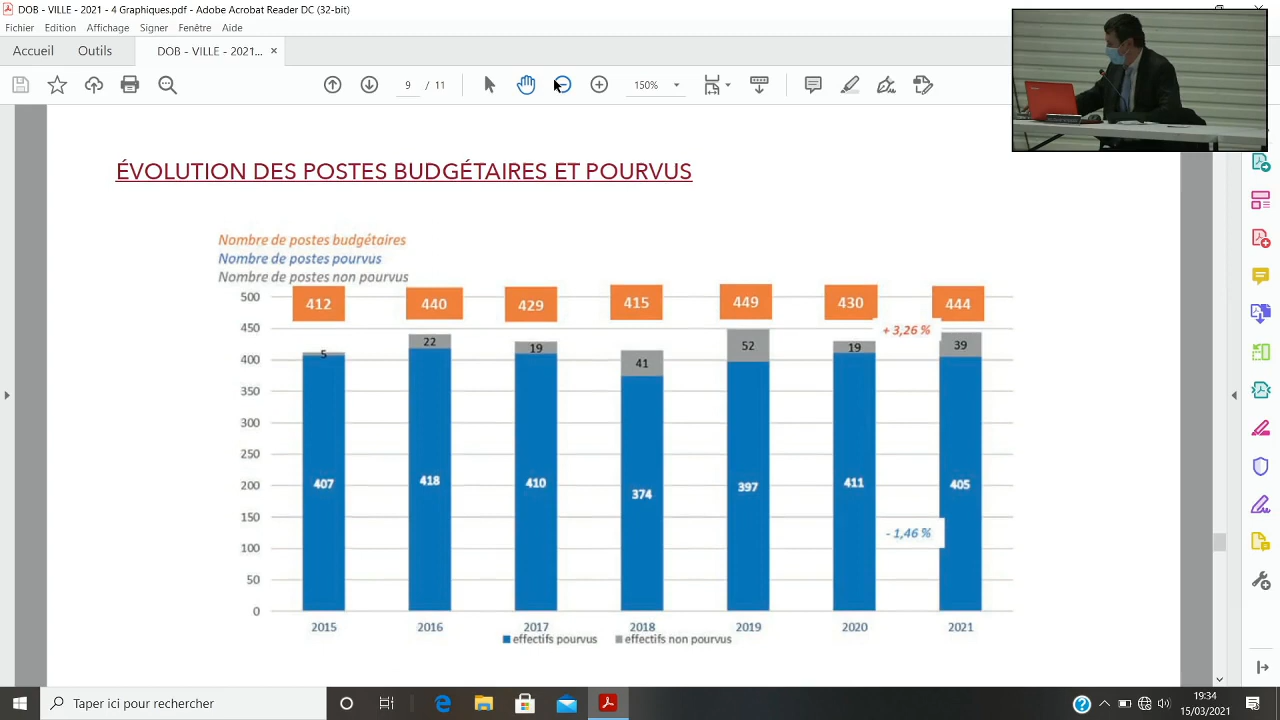 DOB - VILLE - 2021 - 4 Graphiques.pdf - Adobe Acrobat Reader DC (32-bit)
Fichier Edition Affichage Signer Fenêtre Aide
Accueil Outils DOB - VILLE - 2021... ×
9 / 11 150%
ÉVOLUTION DES POSTES BUDGÉTAIRES ET POURVUS
Nombre de postes budgétaires
Nombre de postes pourvus
Nombre de postes non pourvus
500 412 440 429 415 449 430 444
450 + 3,26 %
5 22 19 41 52 19 39
400
350
300
250
407 418 410 374 397 411 405
200
150 - 1,46 %
100
50
0
2015 2016 2017 2018 2019 2020 2021
effectifs pourvus effectifs non pourvus
Taper ici pour rechercher
19:34
15/03/2021